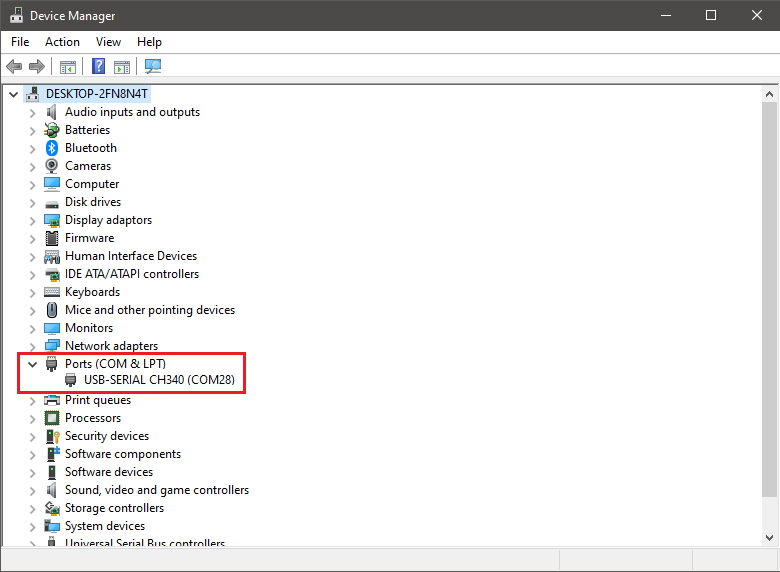 Device Manager
File Action View Help
DESKTOP-2FN8N4T
Audio inputs and outputs
Batteries
Bluetooth
Cameras
Computer
Disk drives
Display adaptors
Firmware
Human Interface Devices
IDE ATA/ATAPI controllers
Keyboards
Mice and other pointing devices
Monitors
Network adapters
Ports (COM & LPT)
USB-SERIAL CH340 (COM28)
Print queues
Processors
Security devices
Software components
Software devices
Sound, video and game controllers
Storage controllers
System devices
Universal Serial Bus controllers